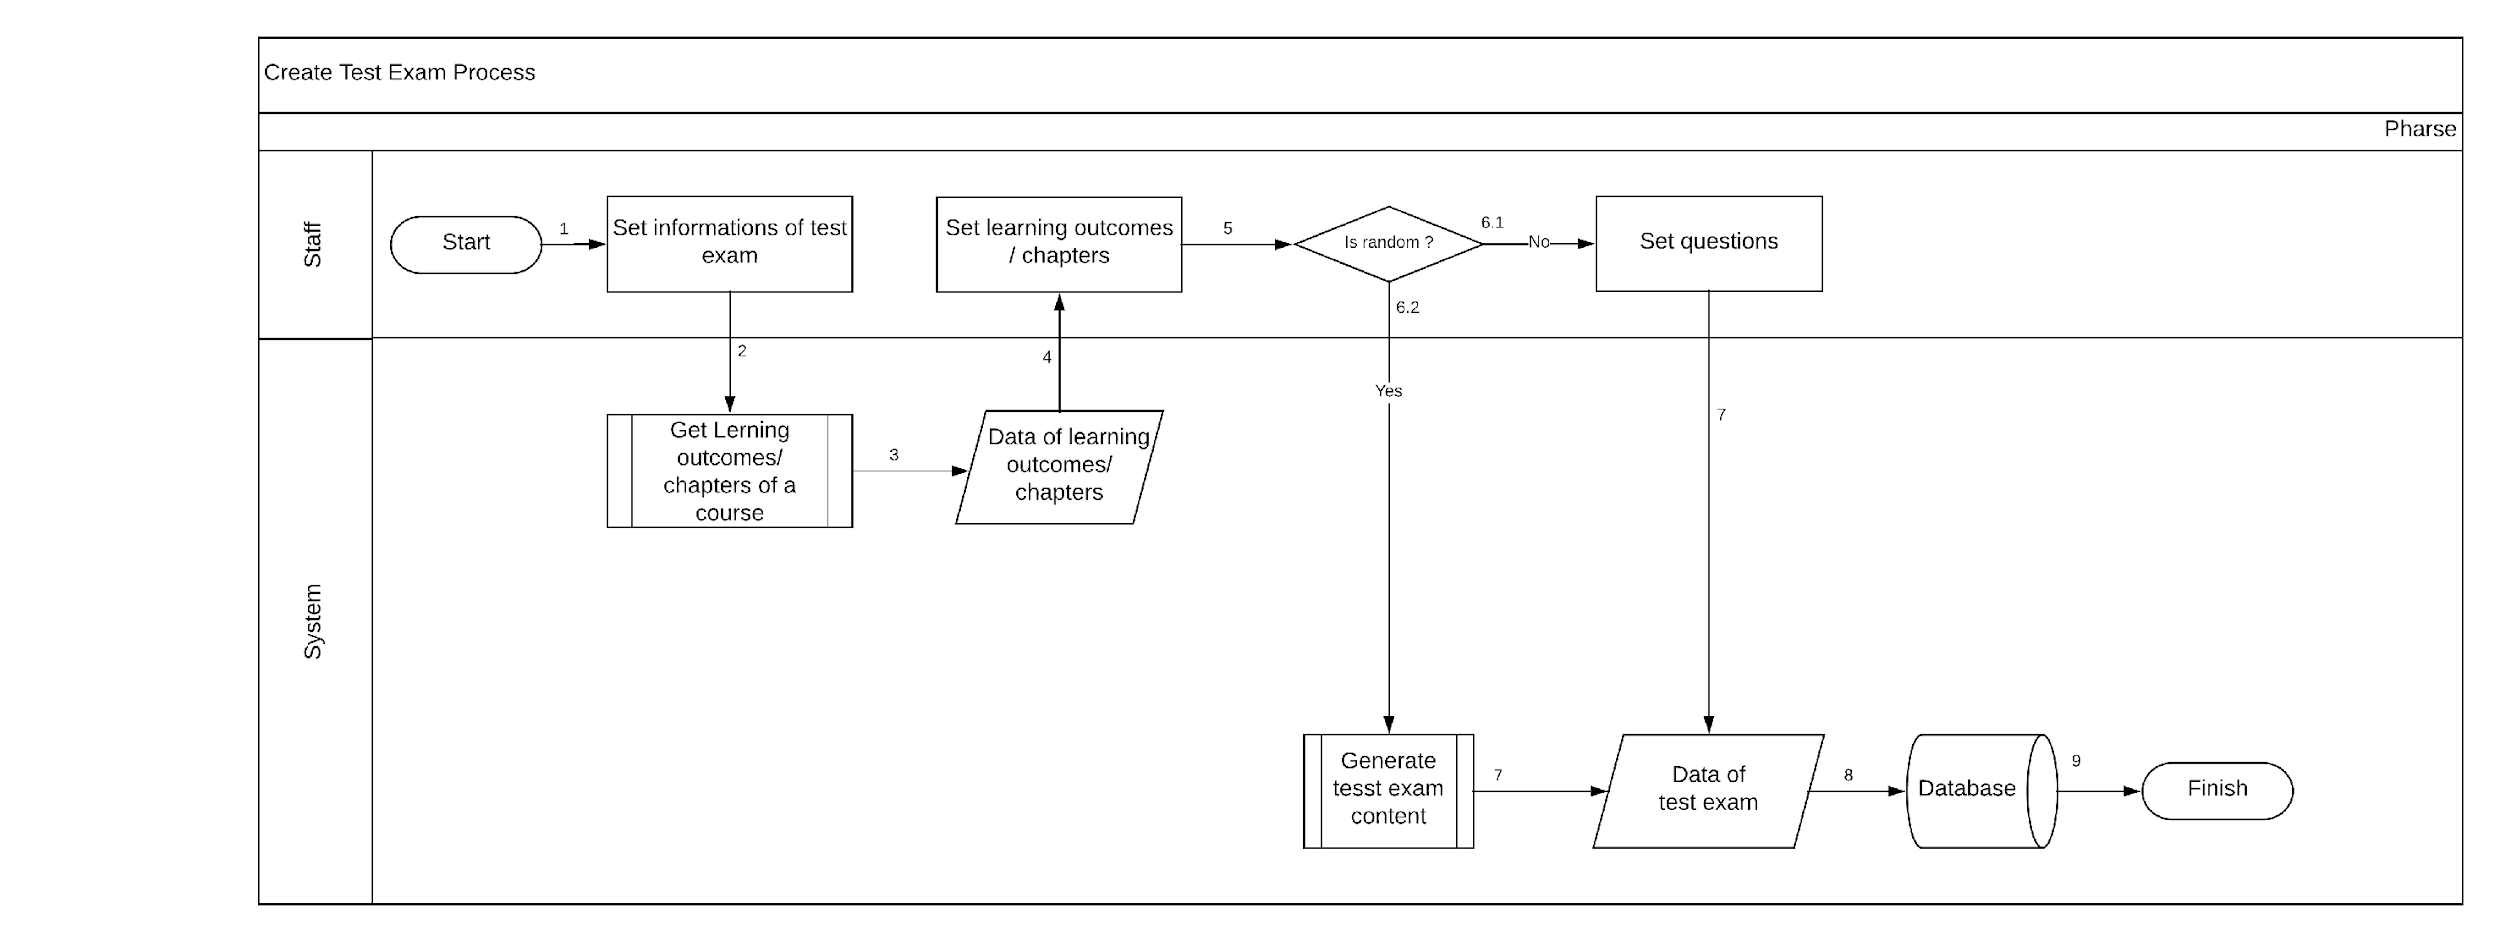 Create Test Exam Process
Pharse
Staff
Start
1
Set informations of test
exam
Set learning outcomes
/ chapters
5
Is random ?
6.1
No
Set questions
6.2
2
4
Yes
7
System
Get Lerning
outcomes/
chapters of a
course
3
Data of learning
outcomes/
chapters
Generate
tesst exam
content
7
Data of
test exam
8
Database
9
Finish